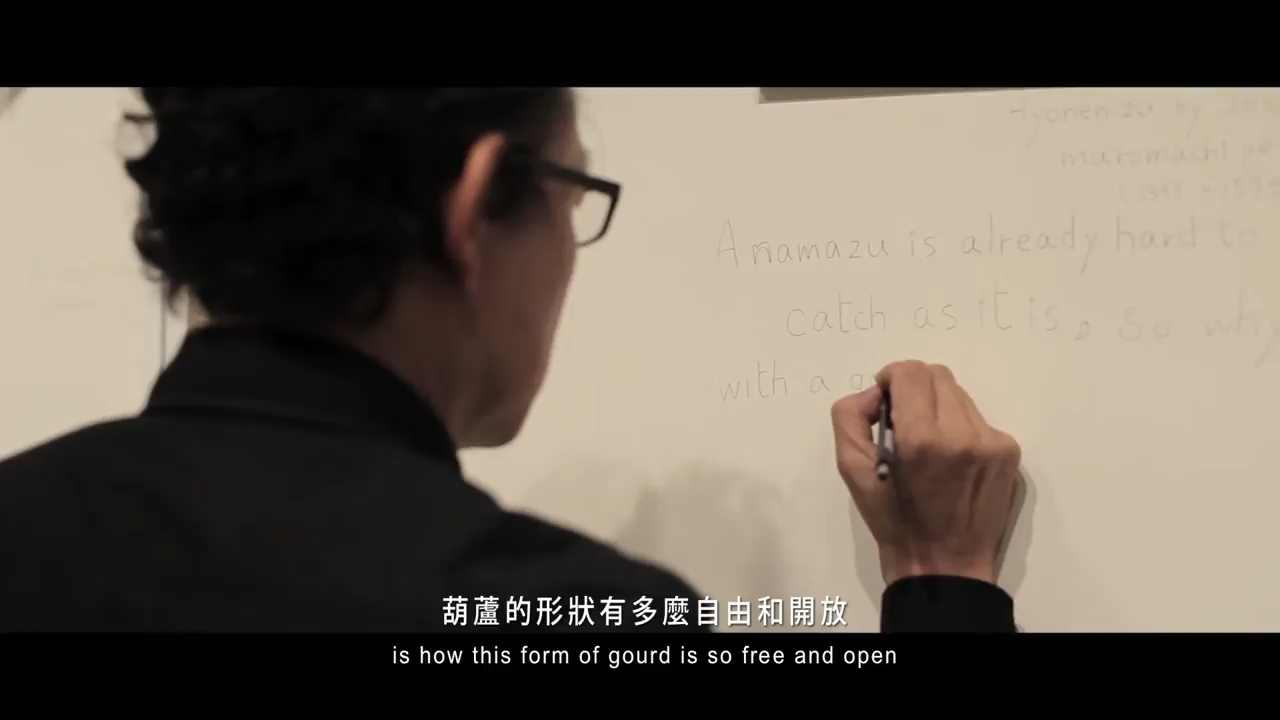 Hyonenzu by
muromachi
A namazu is already hard to
catch as it is, so why
with a
葫蘆的形狀有多麼自由和開放
is how this form of gourd is so free and open